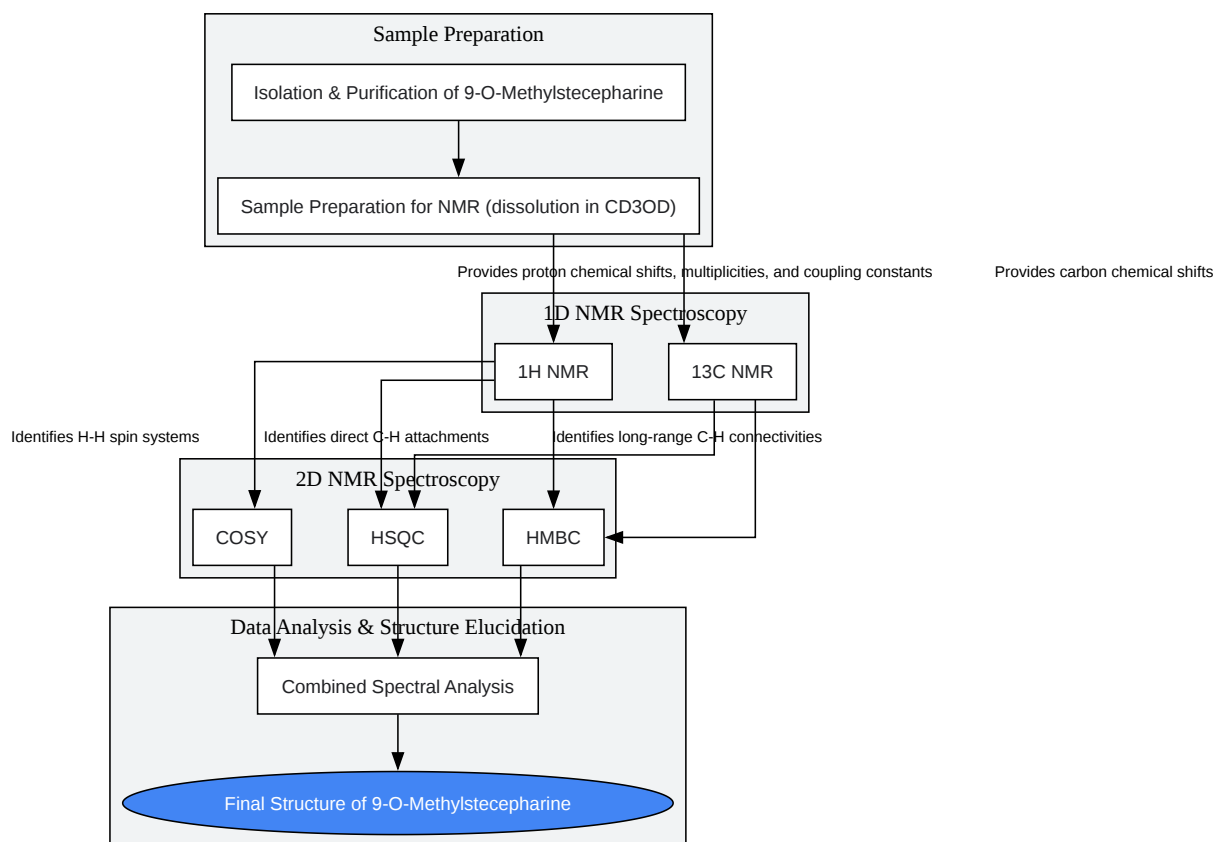 Sample Preparation
Isolation & Purification of 9-O-Methylstecepharine
Sample Preparation for NMR (dissolution in CD3OD)
Provides proton chemical shifts, multiplicities, and coupling constants
Provides carbon chemical shifts
1D NMR Spectroscopy
1H NMR
13C NMR
Identifies H-H spin systems
Identifies direct C-H attachments
Identifies long-range C-H connectivities
2D NMR Spectroscopy
COSY
HSQC
HMBC
Data Analysis & Structure Elucidation
Combined Spectral Analysis
Final Structure of 9-O-Methylstecepharine